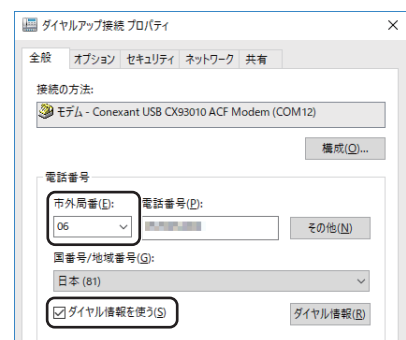 ダイヤルアップ接続 プロパティ
全般 オプション セキュリティ ネットワーク 共有
接続の方法:
モデム - Conexant USB CX93010 ACF Modem (COM12)
構成(O)...
電話番号
市外局番(E): 電話番号(P):
06 その他(N)
国番号/地域番号(G):
日本 (81)
ダイヤル情報を使う(S) ダイヤル情報(R)